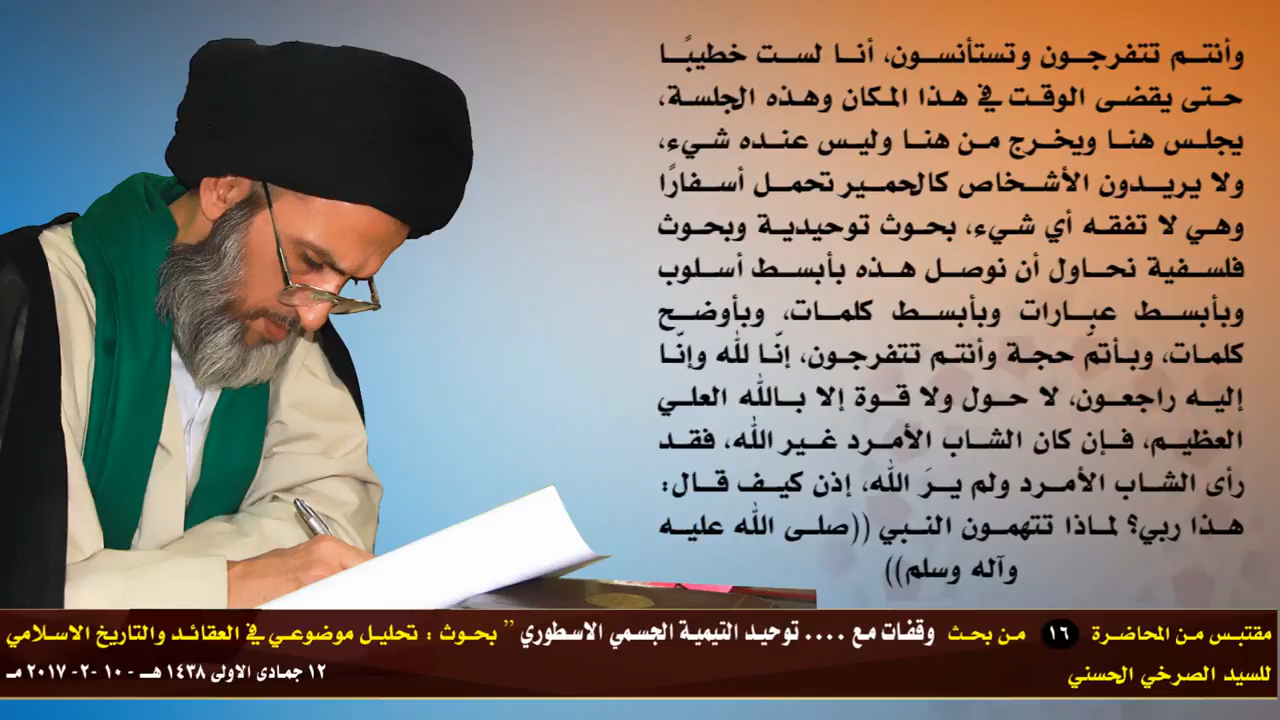 وأنتم تتفرجون وتستأنسون، أنا لست خطيبًا
حتى يقضى الوقت في هذا المكان وهذه الجلسة،
يجلس هنا ويخرج من هنا وليس عنده شيء،
ولا يريدون الأشخاص كالحمير تحمل أسفارًا
وهي لا تفقه أي شيء، بحوث توحيدية وبحوث
فلسفية نحاول أن نوصل هذه بأبسط أسلوب
وبأبسط عبارات وبأبسط كلمات، وبأوضح
كلمات، وبأتمّ حجة وأنتم تتفرجون، إنّا لله وإنّا
إليه راجعون، لا حول ولا قوة إلا بالله العلي
العظيم، فإن كان الشاب الأمرد غير الله، فقد
رأى الشاب الأمرد ولم يرَ الله، إذن كيف قال:
هذا ربي؟ لماذا تتهمون النبي ((صلى الله عليه
وآله وسلم))
مقتبس من المحاضرة ١٦ من بحث وقفات مع .... توحيد التيمية الجسمي الاسطوري ” بحوث : تحليل موضوعي في العقائد والتاريخ الاسلامي
للسيد الصرخي الحسني ١٢ جمادى الاولى ١٤٣٨ هـ - ١٠ -٢- ٢٠١٧ مـ